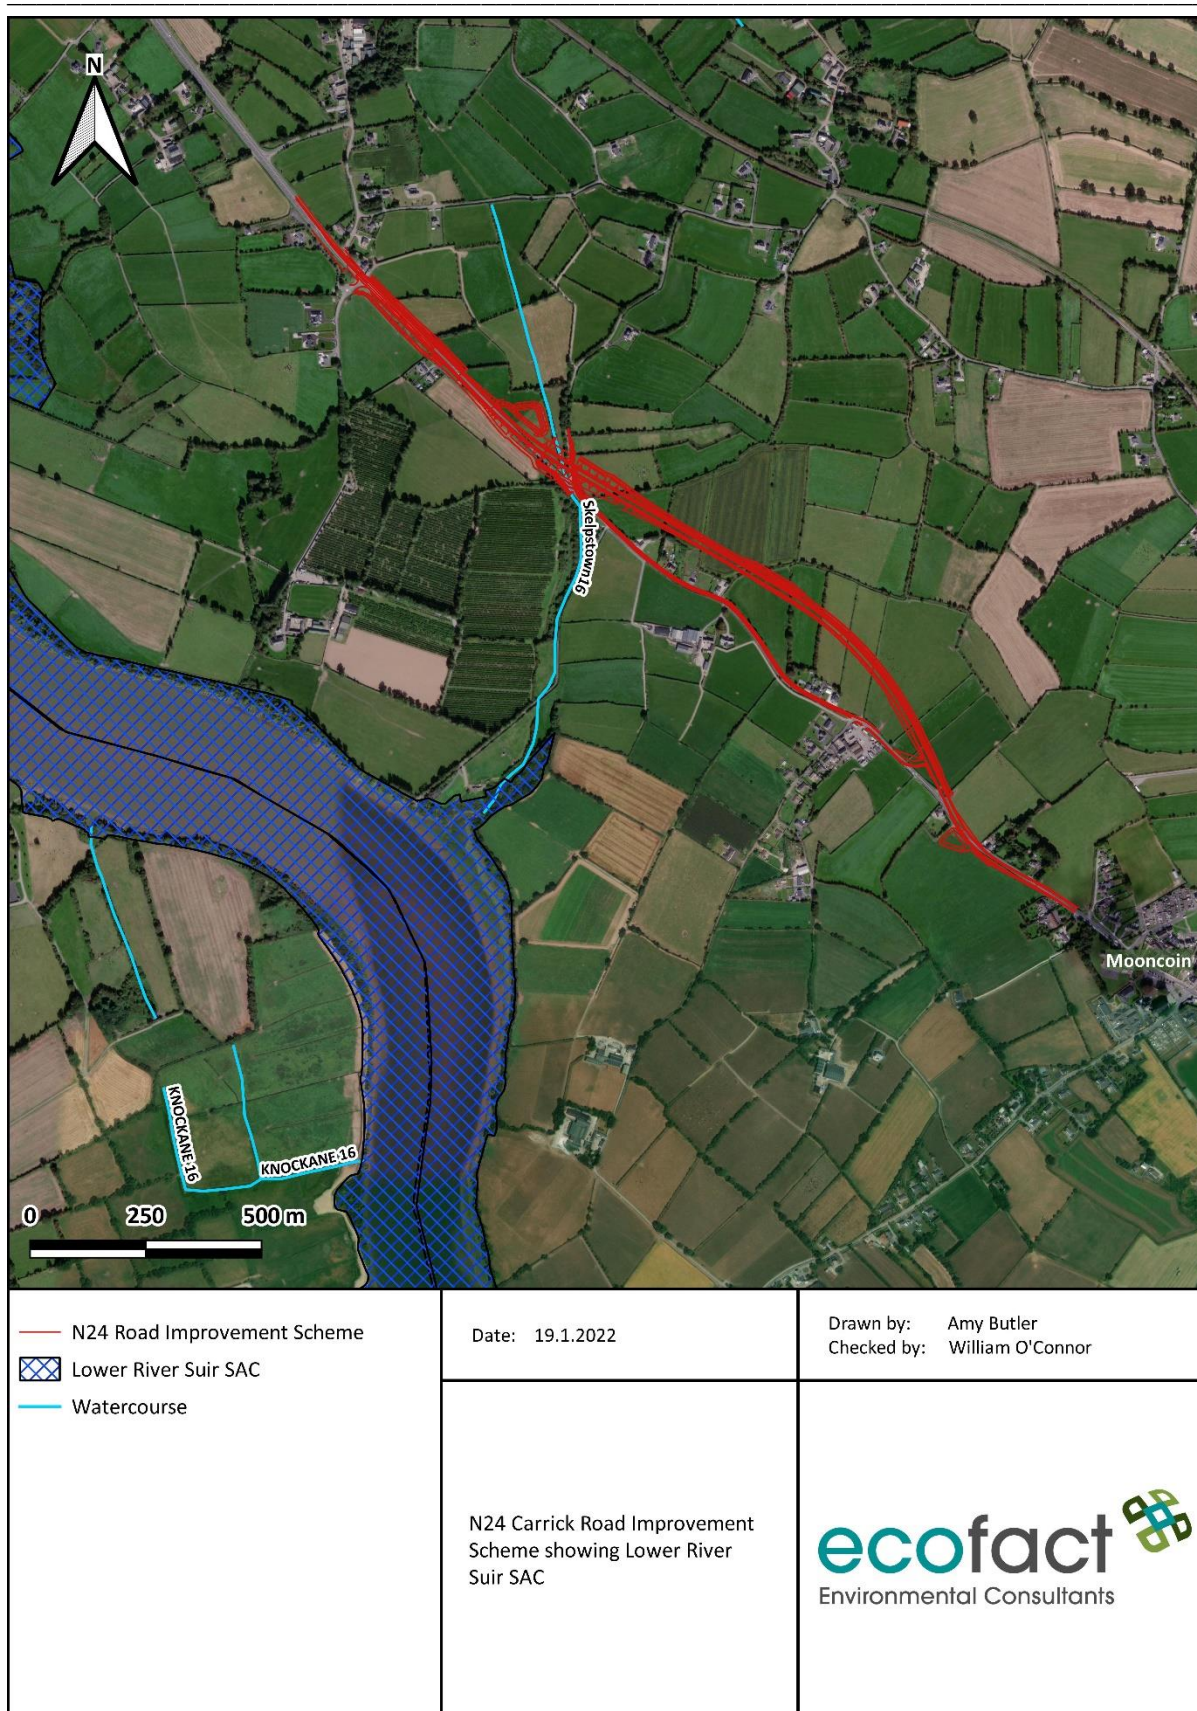 N
Skelpstown16
Mooncoin
KNOCKANE 16
KNOCKANE 16
0 250 500 m
N24 Road Improvement Scheme
Lower River Suir SAC
Watercourse
Date: 19.1.2022
Drawn by: Amy Butler
Checked by: William O'Connor
N24 Carrick Road Improvement
Scheme showing Lower River
Suir SAC
ecofact
Environmental Consultants